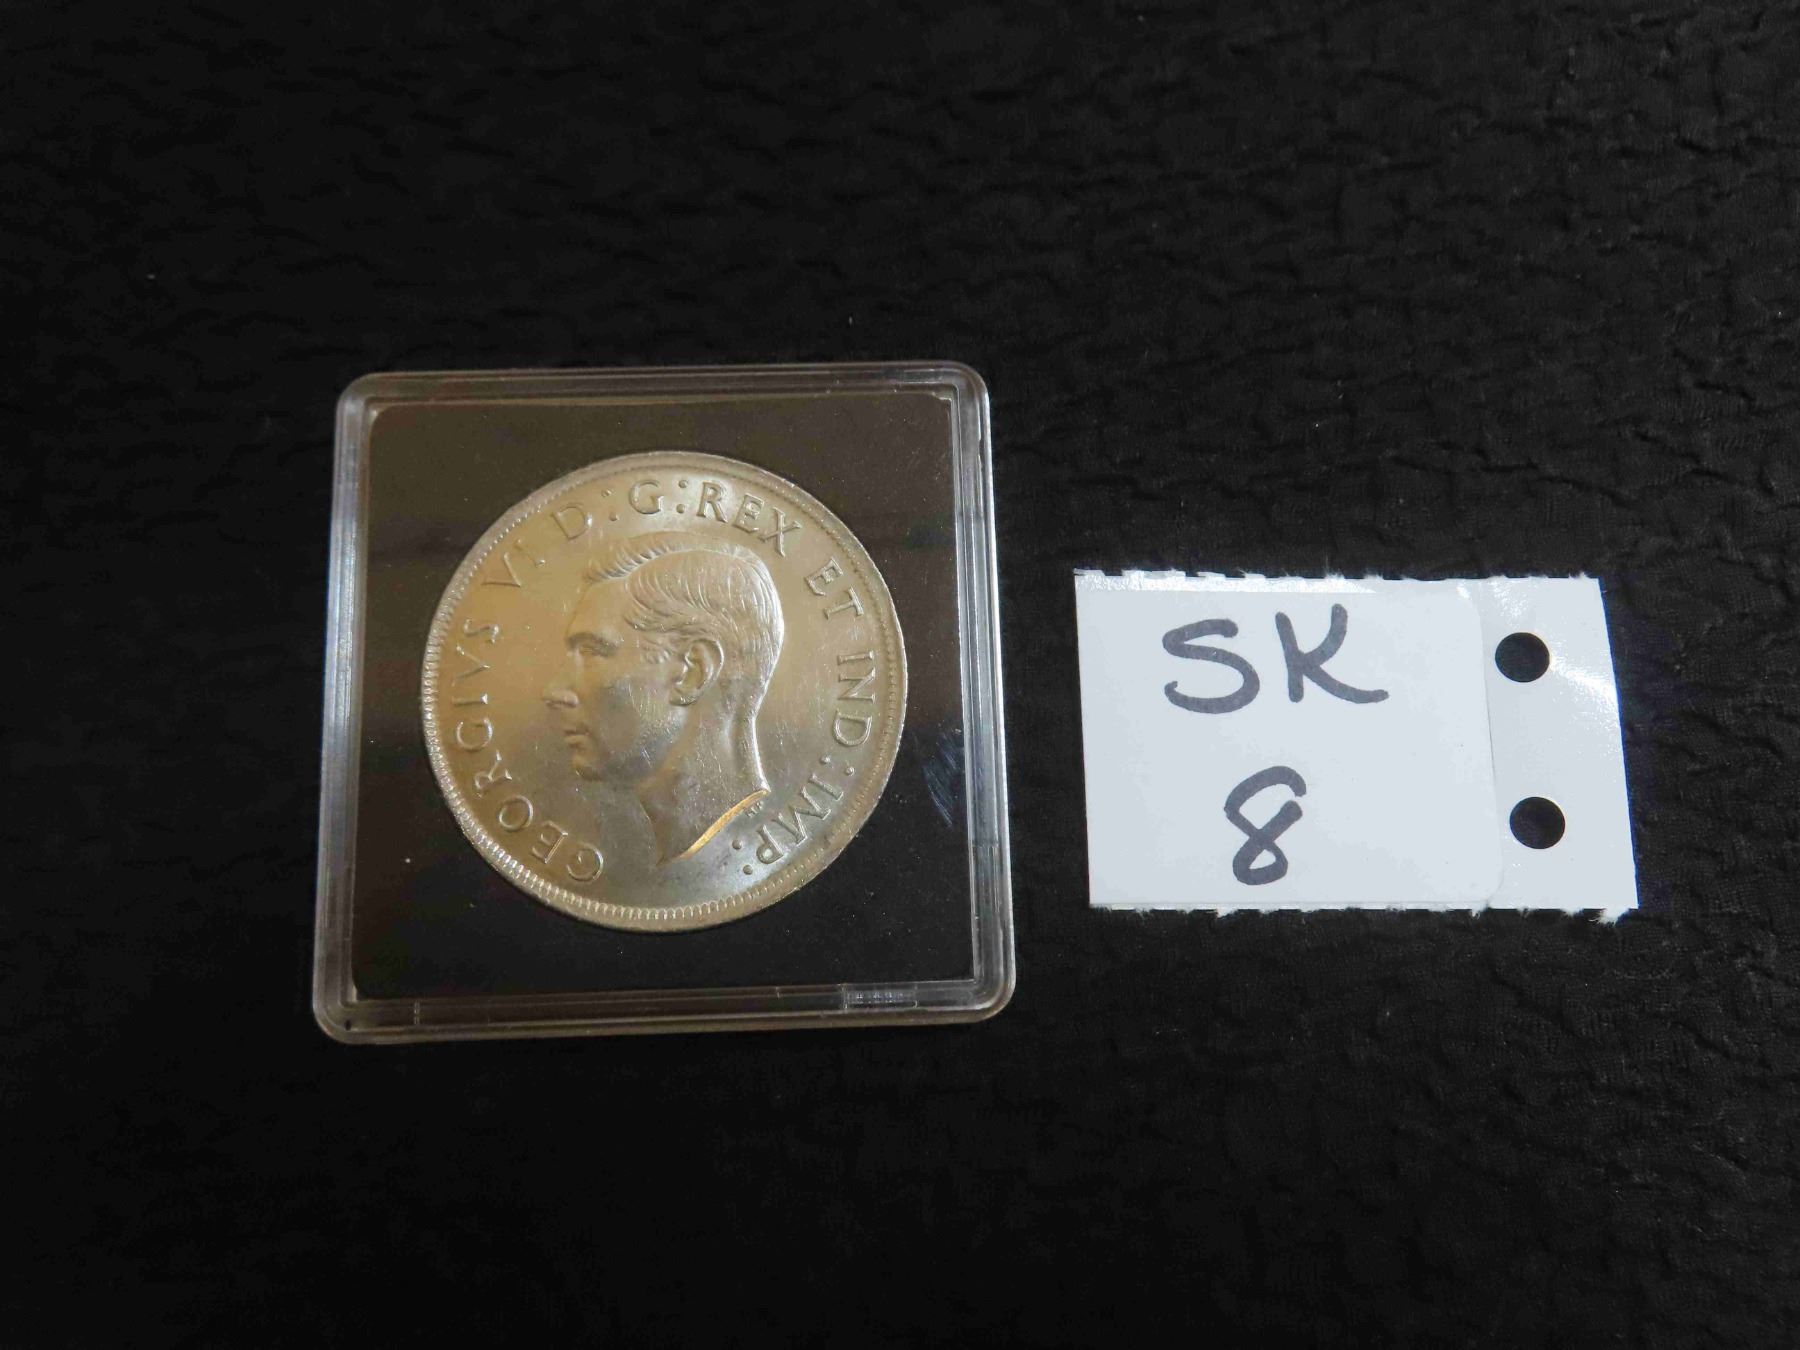 GEORGIVS VI D:G:REX ET IND:IMP:
SK
8